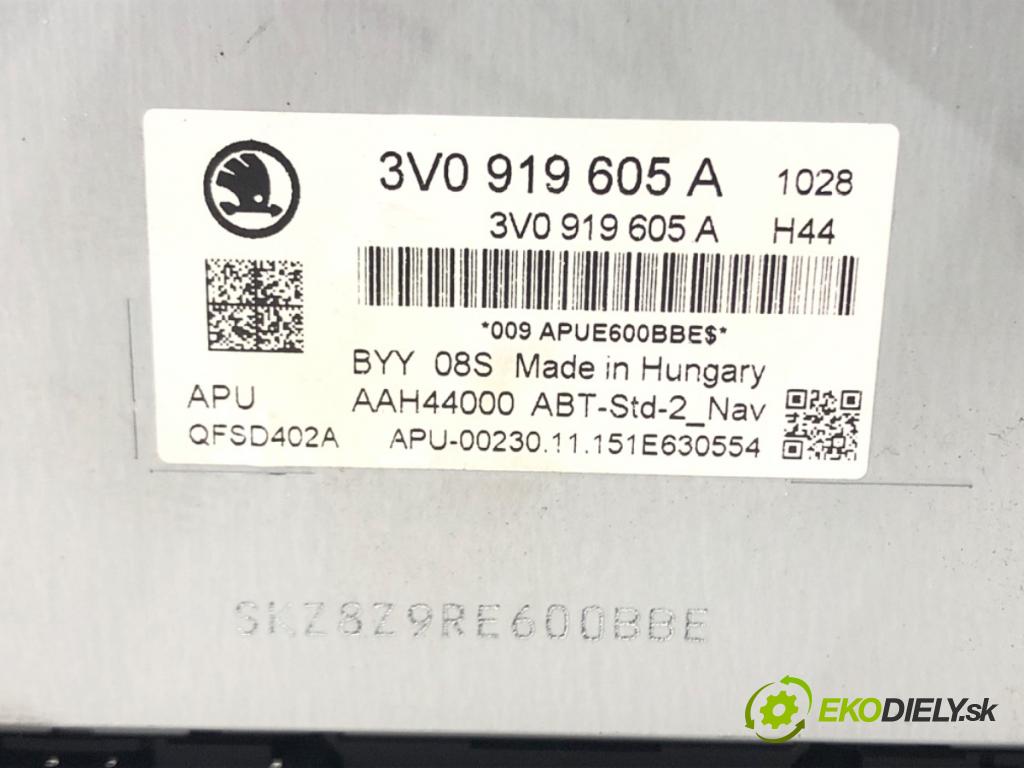 3V0 919 605 A 1028
3V0 919 605 A H44
*009 APUE600BBE$*
BYY 08S Made in Hungary
APU AAH44000 ABT-Std-2_Nav
QFSD402A APU-00230.11.151E630554
SKZ8Z9RE600BBE
EKODIELY.sk